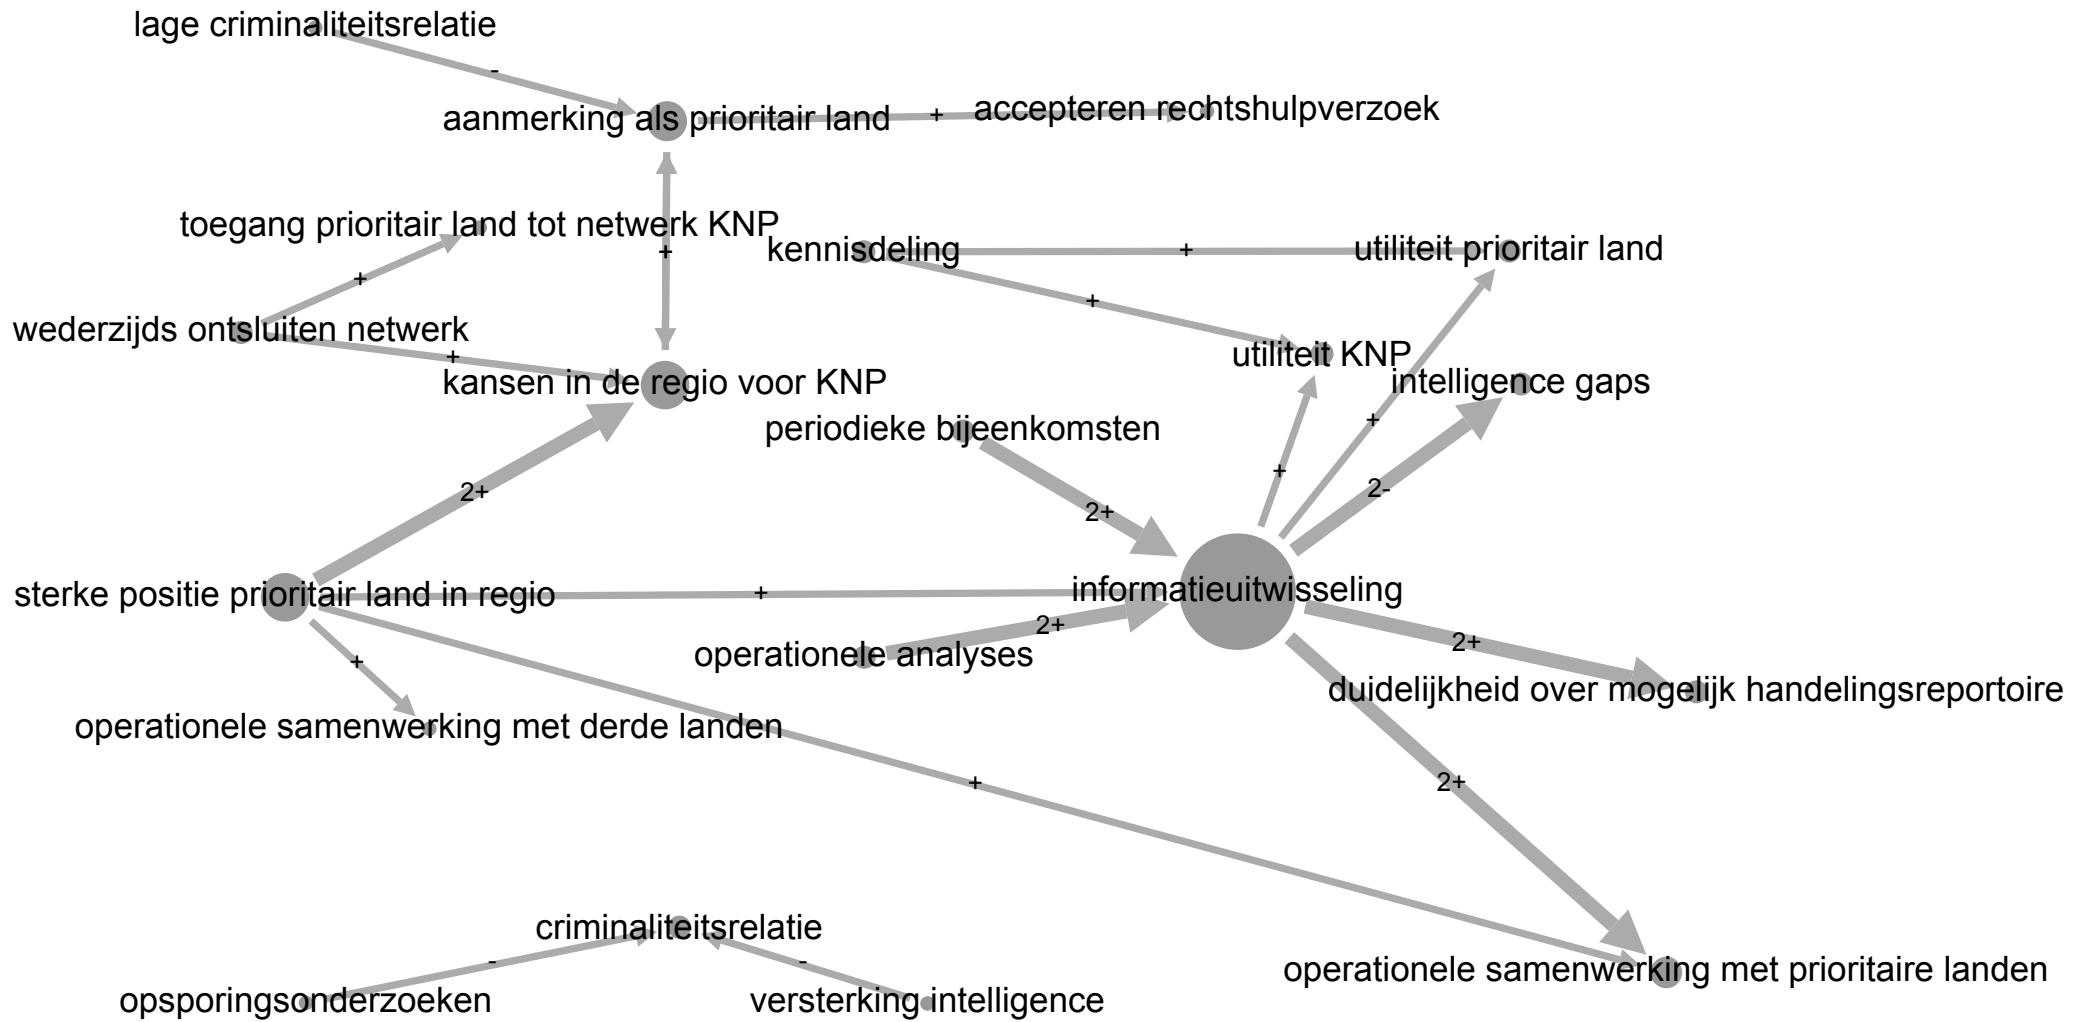 lage criminaliteitsrelatie
-
aanmerking als prioritair land
+
accepteren rechtshulpverzoek
toegang prioritair land tot netwerk KNP
+
kennisdeling
+
utiliteit prioritair land
+
+
wederzijds ontsluiten netwerk
+
utiliteit KNP
kansen in de regio voor KNP
intelligence gaps
periodieke bijeenkomsten
+
+
2+
2-
2+
sterke positie prioritair land in regio
+
informatieuitwisseling
2+
2+
operationele analyses
+
duidelijkheid over mogelijk handelingsreportoire
operationele samenwerking met derde landen
+
2+
criminaliteitsrelatie
-
-
operationele samenwerking met prioritaire landen
opsporingsonderzoeken
versterking intelligence